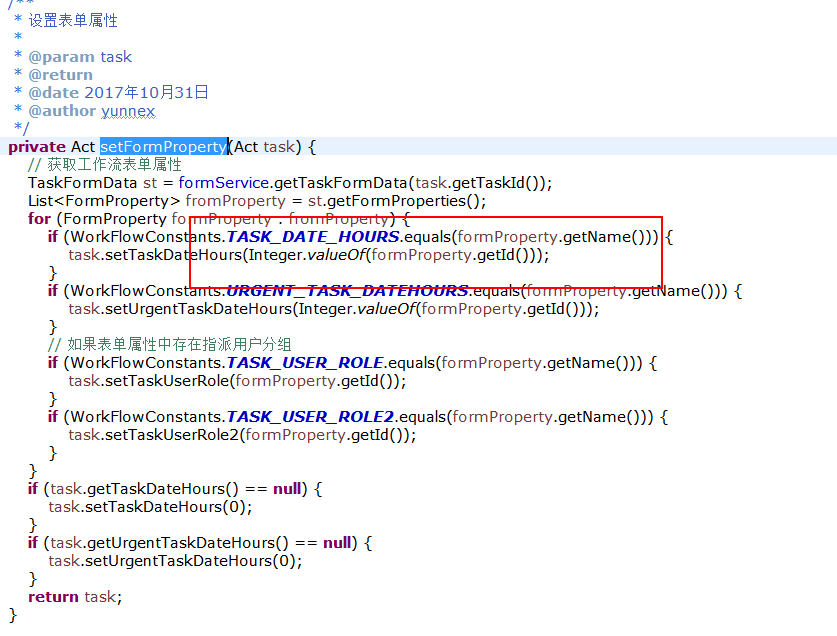 /**
* 设置表单属性
*
* @param task
* @return
* @date 2017年10月31日
* @author yunnex
*/
private Act setFormProperty(Act task) {
// 获取工作流表单属性
TaskFormData st = formService.getTaskFormData(task.getTaskId());
List<FormProperty> fromProperty = st.getFormProperties();
for (FormProperty formProperty : fromProperty) {
if (WorkFlowConstants.TASK_DATE_HOURS.equals(formProperty.getName())) {
task.setTaskDateHours(Integer.valueOf(formProperty.getId()));
}
if (WorkFlowConstants.URGENT_TASK_DATEHOURS.equals(formProperty.getName())) {
task.setUrgentTaskDateHours(Integer.valueOf(formProperty.getId()));
}
// 如果表单属性中存在指派用户分组
if (WorkFlowConstants.TASK_USER_ROLE.equals(formProperty.getName())) {
task.setTaskUserRole(formProperty.getId());
}
if (WorkFlowConstants.TASK_USER_ROLE2.equals(formProperty.getName())) {
task.setTaskUserRole2(formProperty.getId());
}
}
if (task.getTaskDateHours() == null) {
task.setTaskDateHours(0);
}
if (task.getUrgentTaskDateHours() == null) {
task.setUrgentTaskDateHours(0);
}
return task;
}